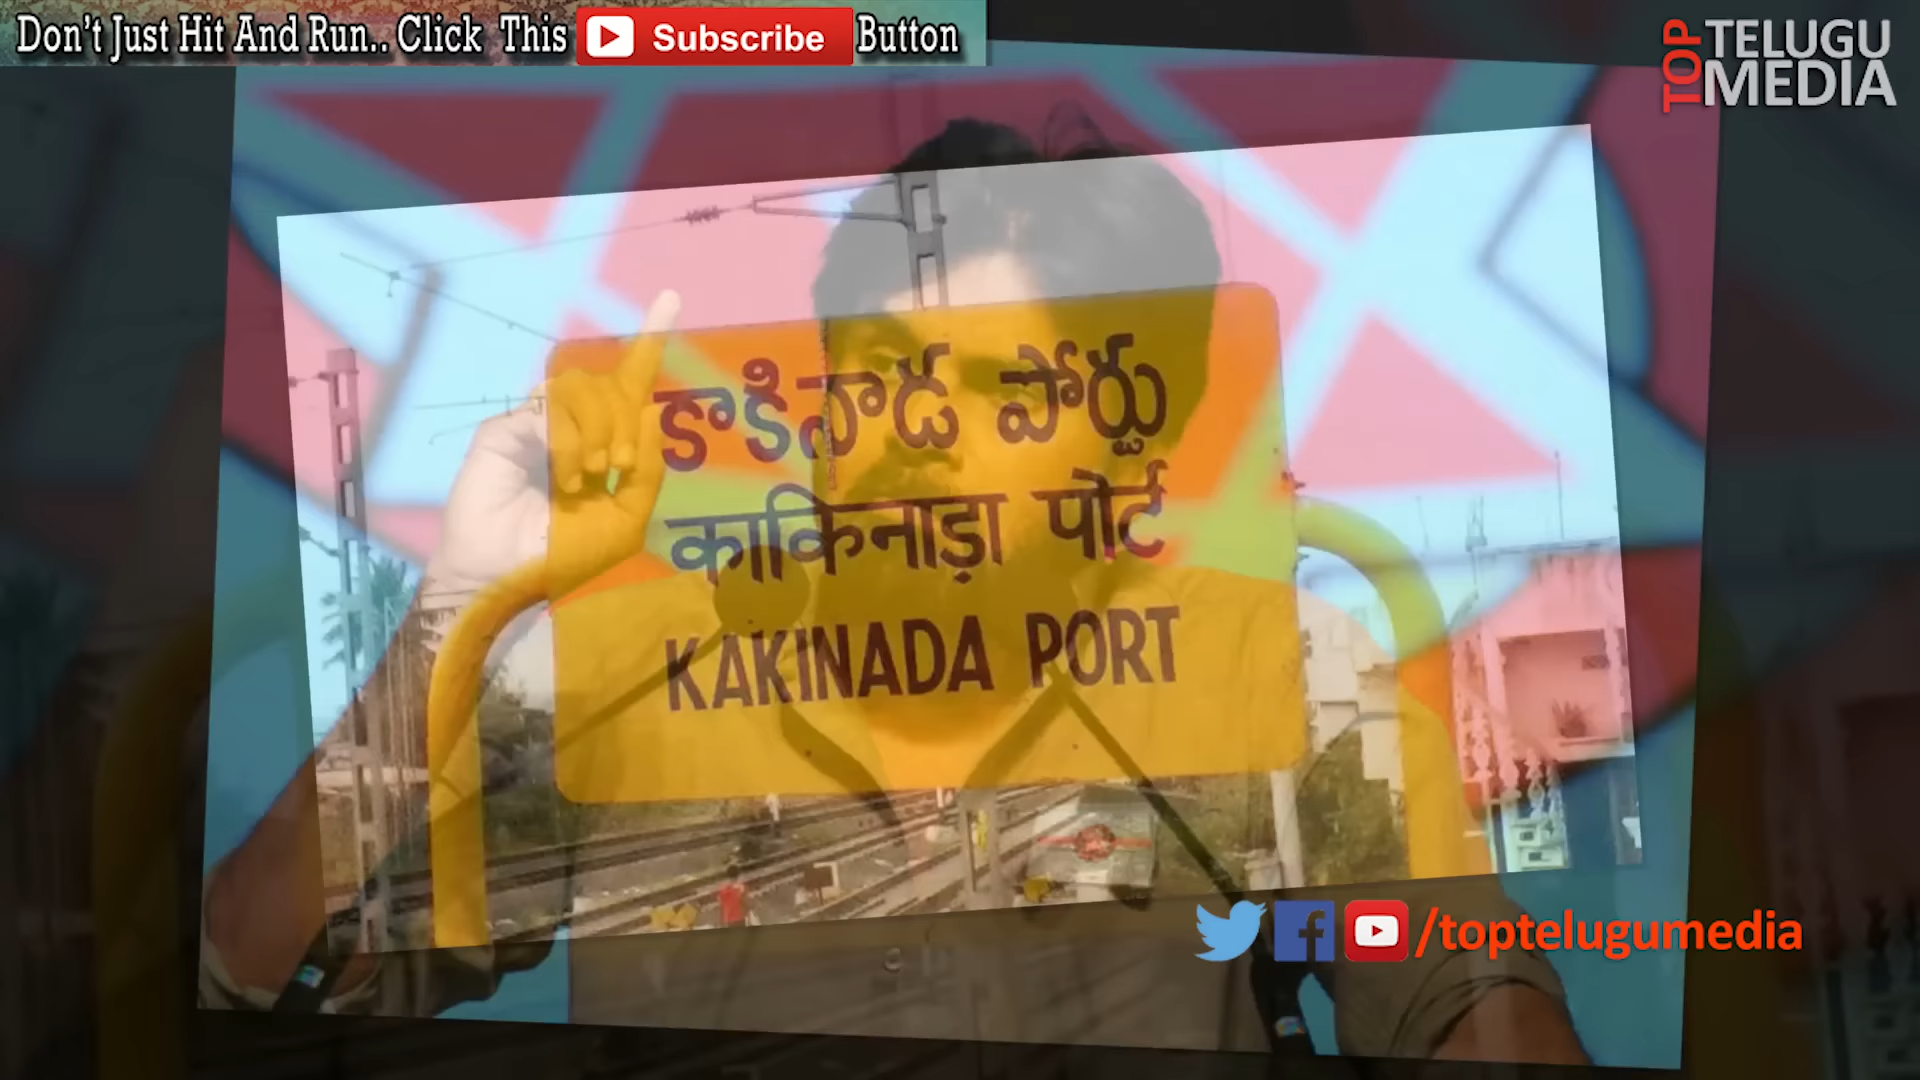 Don't Just Hit And Run.. Click This Subscribe Button
TOP TELUGU MEDIA
కాకినాడ పోర్టు
काकिनाड़ा पोर्ट
KAKINADA PORT
/toptelugumedia